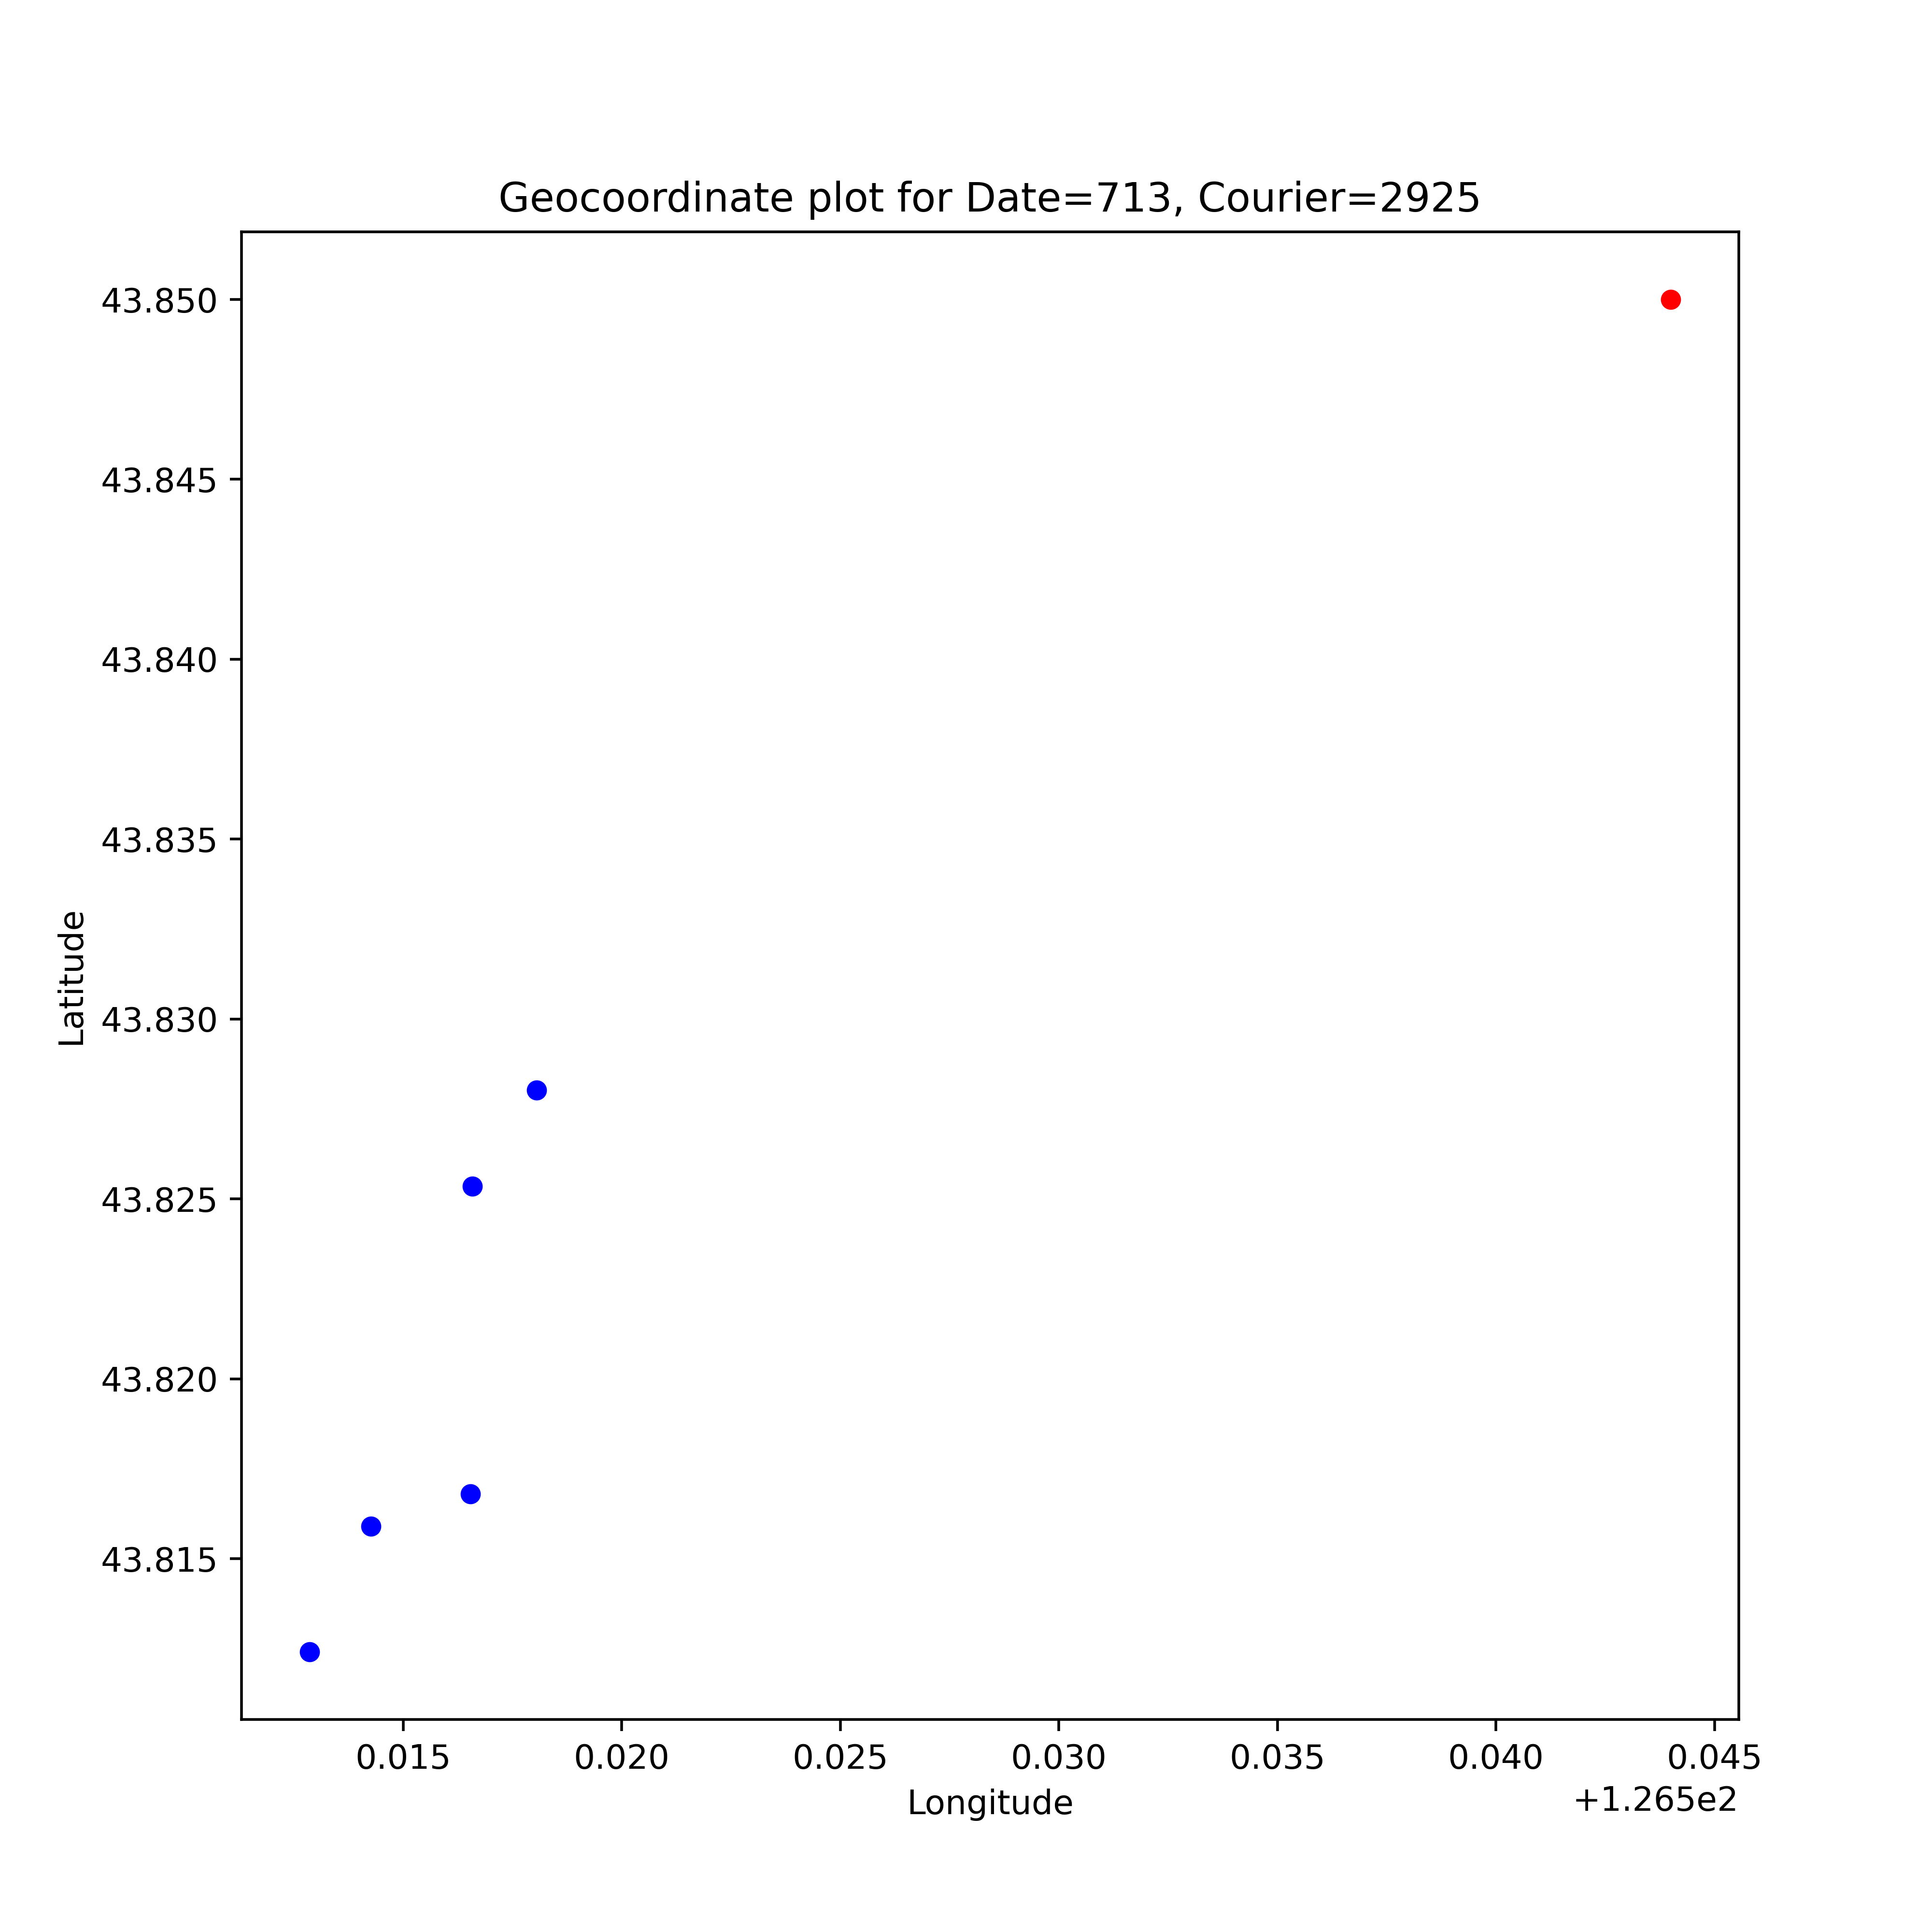 Geocoordinate plot for Date=713, Courier=2925
43.850
43.845
43.840
43.835
43.830
43.825
43.820
43.815
Latitude
0.015 0.020 0.025 0.030 0.035 0.040 0.045
Longitude
+1.265e2